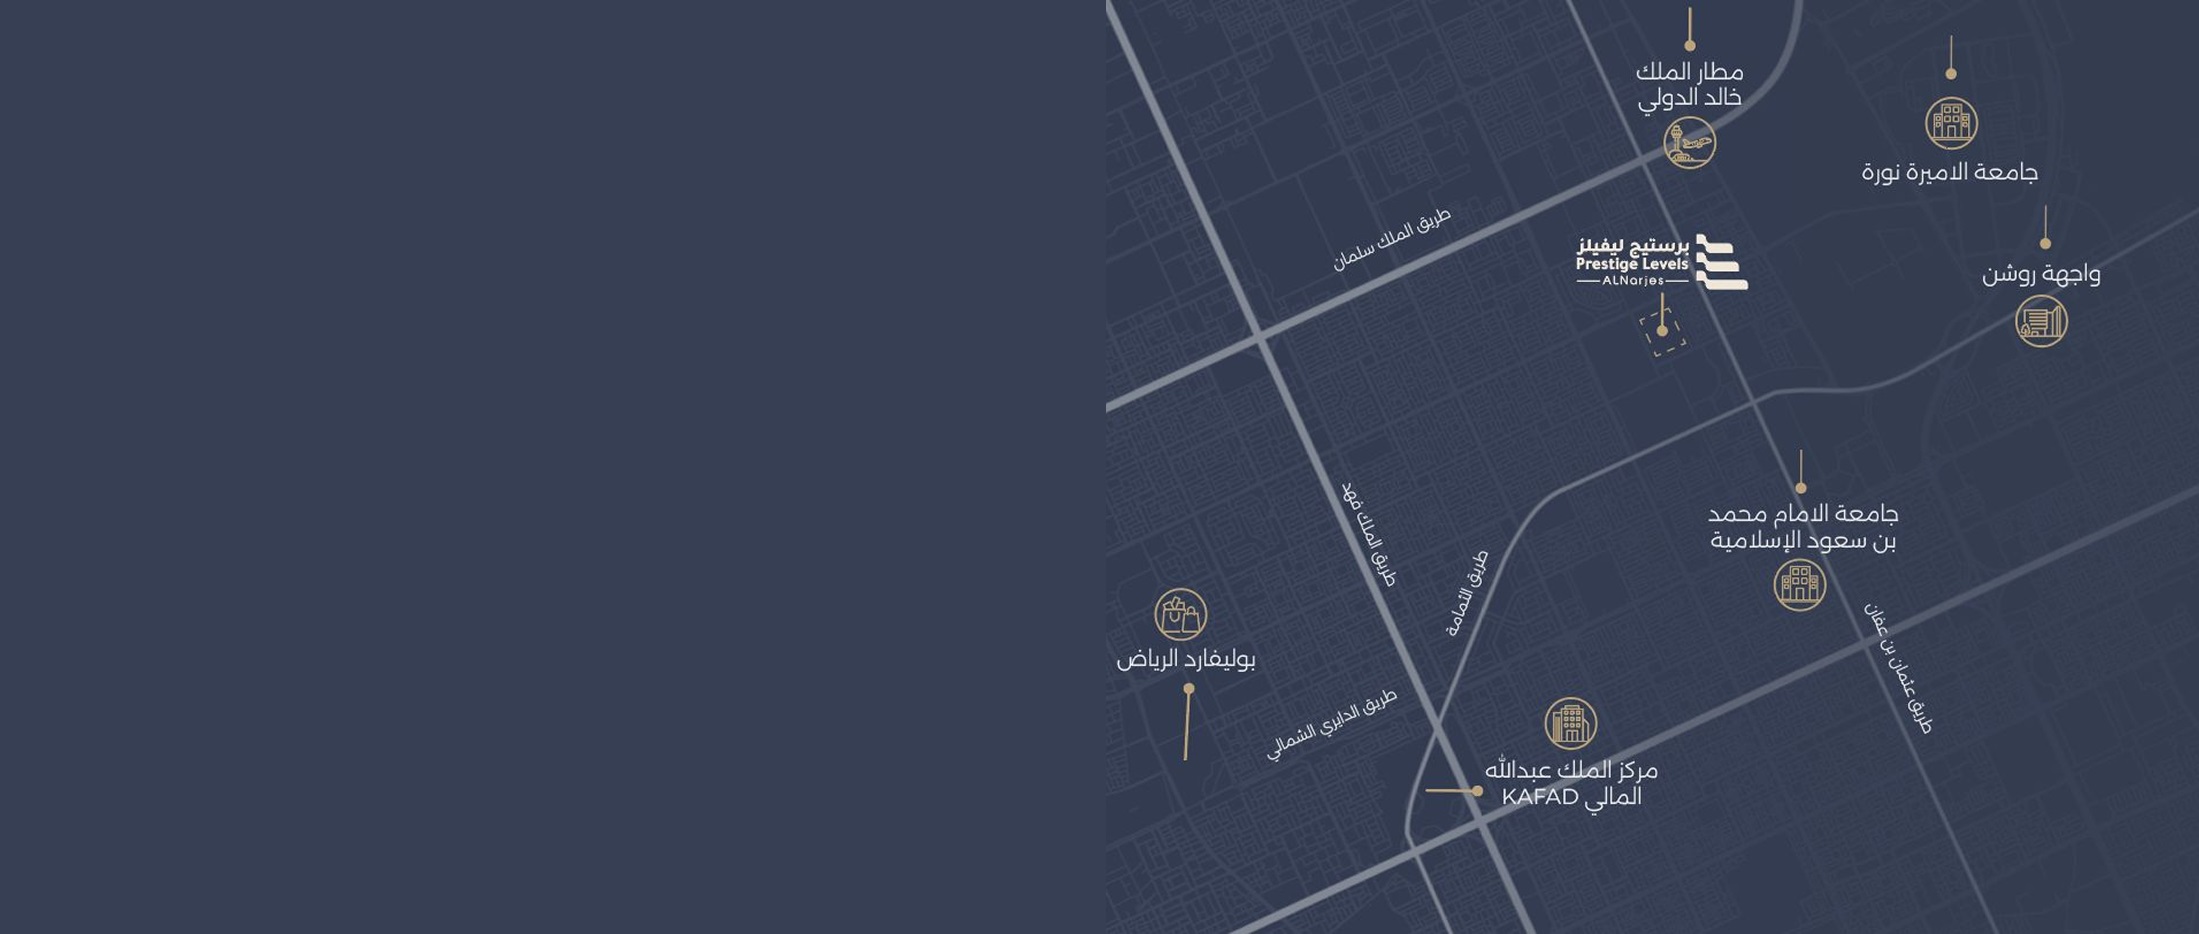 مطار الملك
خالد الدولي
جامعة الاميرة نورة
طريق الملك سلمان
برستيج ليفيلز
Prestige Levels
ALNarjes
واجهة روشن
طريق الملك فهد
جامعة الامام محمد
بن سعود الإسلامية
طريق الثمامة
بوليفارد الرياض
طريق عثمان بن عفان
طريق الدايري الشمالي
مركز الملك عبدالله
المالي KAFAD